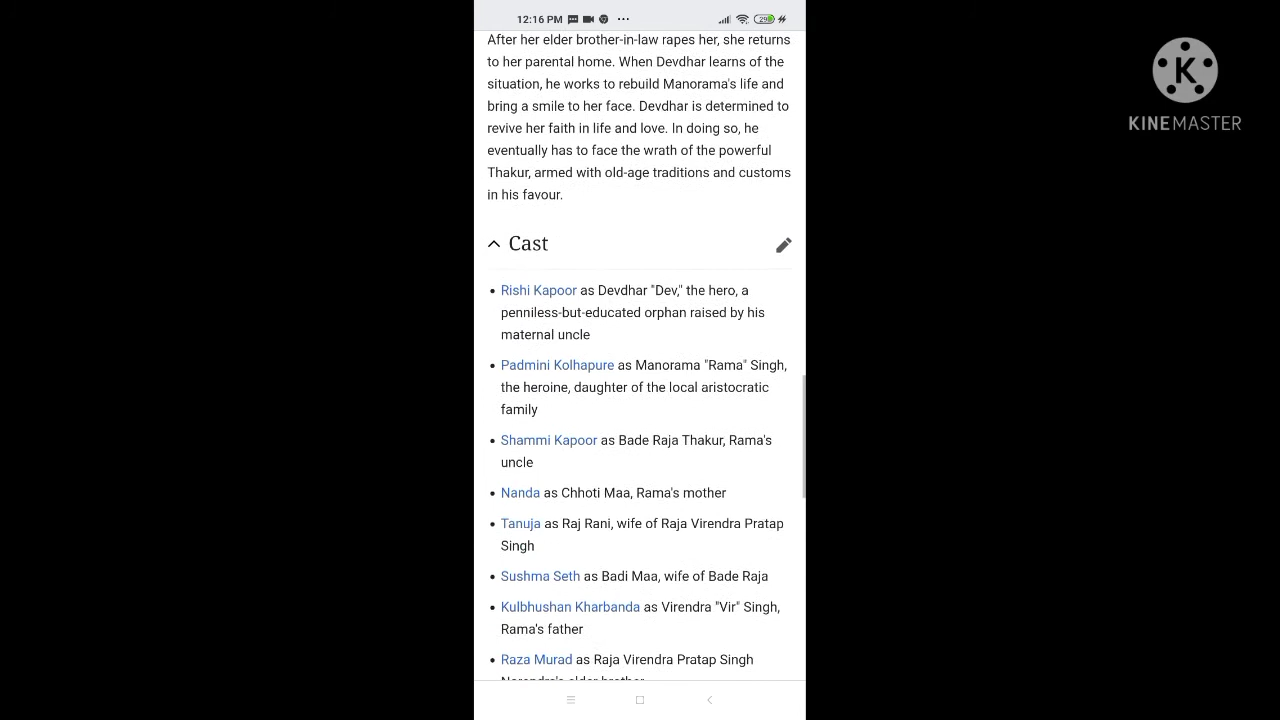 12:16 PM
29
After her elder brother-in-law rapes her, she returns
to her parental home. When Devdhar learns of the
situation, he works to rebuild Manorama's life and
bring a smile to her face. Devdhar is determined to
revive her faith in life and love. In doing so, he
eventually has to face the wrath of the powerful
Thakur, armed with old-age traditions and customs
in his favour.
Cast
• Rishi Kapoor as Devdhar "Dev," the hero, a
penniless-but-educated orphan raised by his
maternal uncle
• Padmini Kolhapure as Manorama "Rama" Singh,
the heroine, daughter of the local aristocratic
family
• Shammi Kapoor as Bade Raja Thakur, Rama's
uncle
• Nanda as Chhoti Maa, Rama's mother
• Tanuja as Raj Rani, wife of Raja Virendra Pratap
Singh
• Sushma Seth as Badi Maa, wife of Bade Raja
• Kulbhushan Kharbanda as Virendra "Vir" Singh,
Rama's father
• Raza Murad as Raja Virendra Pratap Singh
Narendra's elder brother
K
KINEMASTER